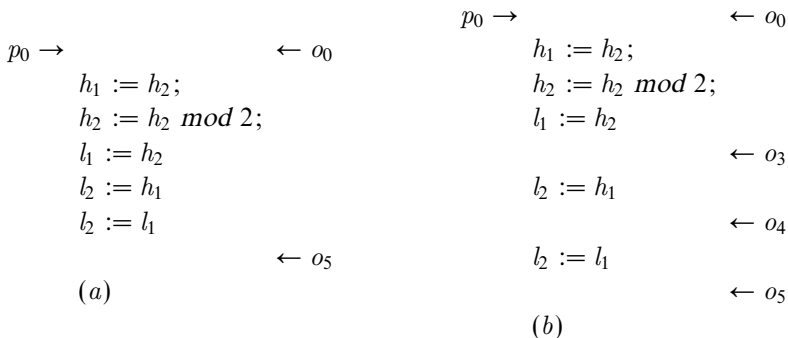 p₀ → ← o₀
h₁ := h₂;
h₂ := h₂ mod 2;
l₁ := h₂
l₂ := h₁
l₂ := l₁
← o₅
(a)
p₀ → ← o₀
h₁ := h₂;
h₂ := h₂ mod 2;
l₁ := h₂
← o₃
l₂ := h₁
← o₄
l₂ := l₁
← o₅
(b)